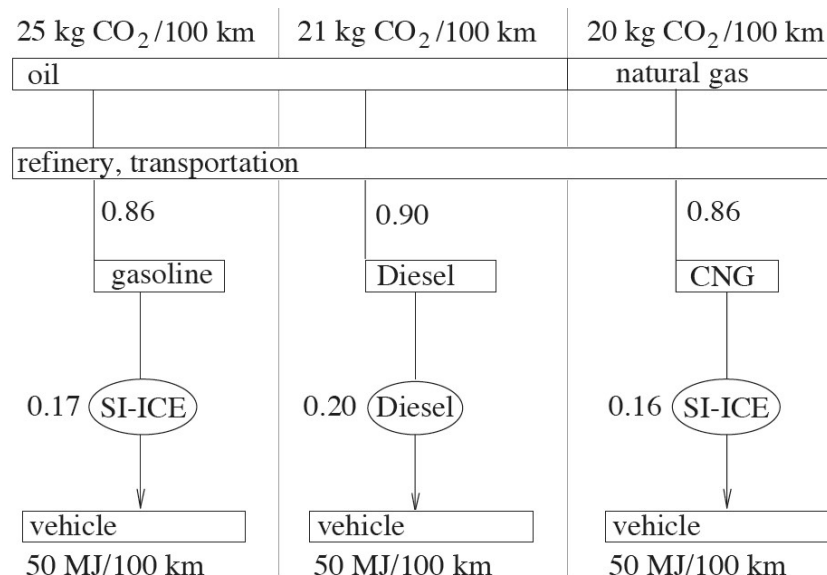 25 kg CO2/100 km
21 kg CO2/100 km
20 kg CO2/100 km
oil
natural gas
refinery, transportation
0.86
0.90
0.86
gasoline
Diesel
CNG
0.17
SI-ICE
0.20
Diesel
0.16
SI-ICE
vehicle
vehicle
vehicle
50 MJ/100 km
50 MJ/100 km
50 MJ/100 km